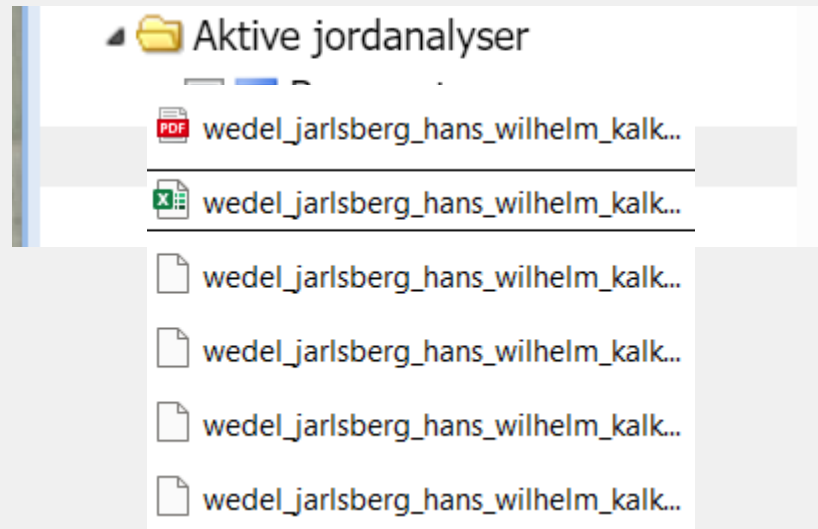 Aktive jordanalyser
PDF wedel_jarlsberg_hans_wilhelm_kalk...
X wedel_jarlsberg_hans_wilhelm_kalk...
wedel_jarlsberg_hans_wilhelm_kalk...
wedel_jarlsberg_hans_wilhelm_kalk...
wedel_jarlsberg_hans_wilhelm_kalk...
wedel_jarlsberg_hans_wilhelm_kalk...